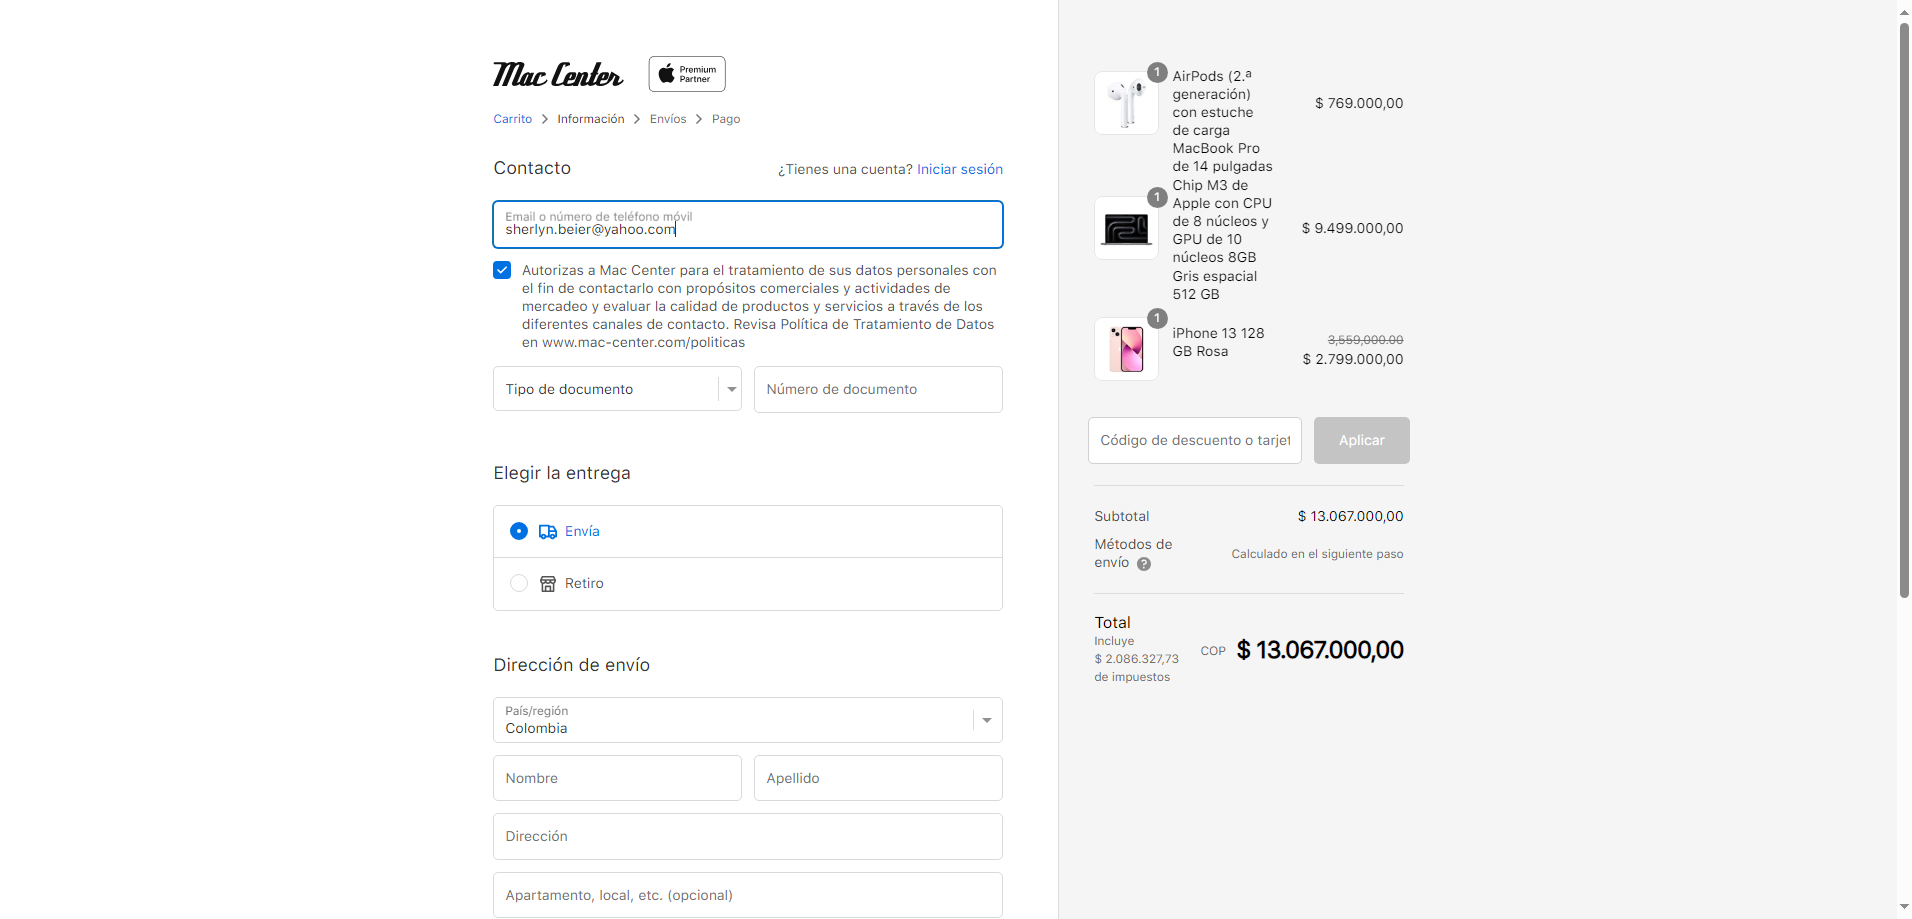 Mac Center
Premium
Partner
Carrito > Información > Envíos > Pago
Contacto
¿Tienes una cuenta? Iniciar sesión
Email o número de teléfono móvil
sherlyn.beier@yahoo.com
Autorizas a Mac Center para el tratamiento de sus datos personales con
el fin de contactarlo con propósitos comerciales y actividades de
mercadeo y evaluar la calidad de productos y servicios a través de los
diferentes canales de contacto. Revisa Política de Tratamiento de Datos
en www.mac-center.com/politicas
Tipo de documento
Número de documento
Elegir la entrega
Envía
Retiro
Dirección de envío
País/región
Colombia
Nombre
Apellido
Dirección
Apartamento, local, etc. (opcional)
1
AirPods (2.ª
generación)
con estuche
de carga
$ 769.000,00
1
MacBook Pro
de 14 pulgadas
Chip M3 de
Apple con CPU
de 8 núcleos y
GPU de 10
núcleos 8GB
Gris espacial
512 GB
$ 9.499.000,00
1
iPhone 13 128
GB Rosa
3,559,000.00
$ 2.799.000,00
Código de descuento o tarjet
Aplicar
Subtotal
$ 13.067.000,00
Métodos de
envío ?
Calculado en el siguiente paso
Total
Incluye
$ 2.086.327,73
de impuestos
COP $ 13.067.000,00